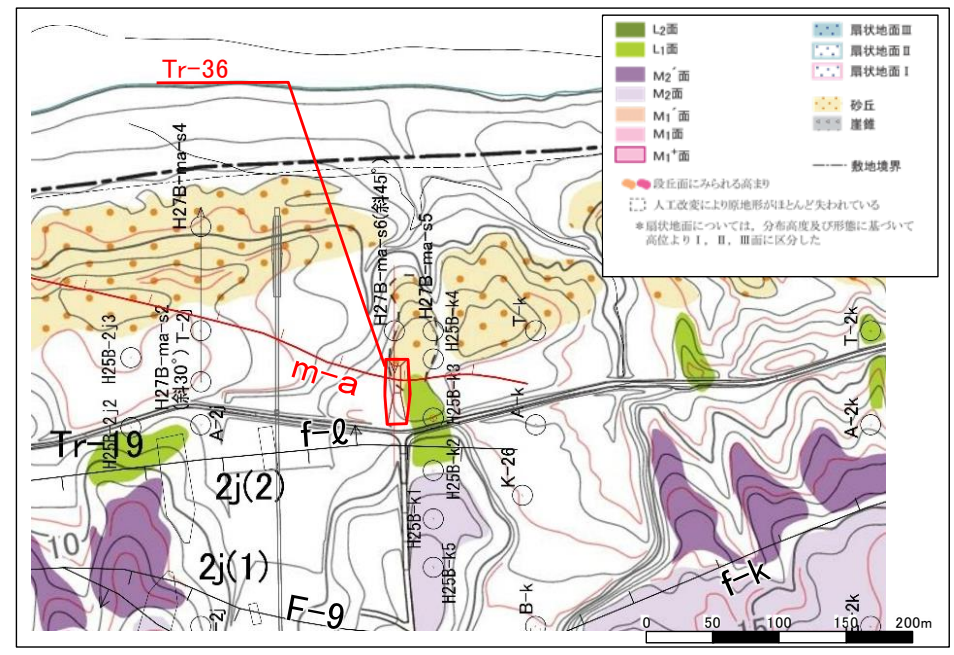 Tr-36
L2面
L1面
M2´面
M2面
M1´面
M1面
M1⁺面
扇状地面Ⅲ
扇状地面Ⅱ
扇状地面Ⅰ
砂丘
崖錐
敷地境界
段丘面にみられる高まり
人工改変により原地形がほとんど失われている
＊扇状地面については，分布高度及び形態に基づいて
高位よりⅠ，Ⅱ，Ⅲ面に区分した
H27B-ma-s4
H27B-ma-s6(斜45°)
H27B-ma-s5
H25B-k4
T-k
T-2k
H25B-2j3
H27B-ma-s2
(斜30°)
T-2j
m-a
H25B-k3
A-k
A-2k
H25B-2j2
A-2j
Tr-19
f-ℓ
H25B-k2
K-26
2j(2)
H25B-k1
10
2j(1)
H25B-k5
f-k
F-9
B-k
-2j
15
-2k
0 50 100 150 200m